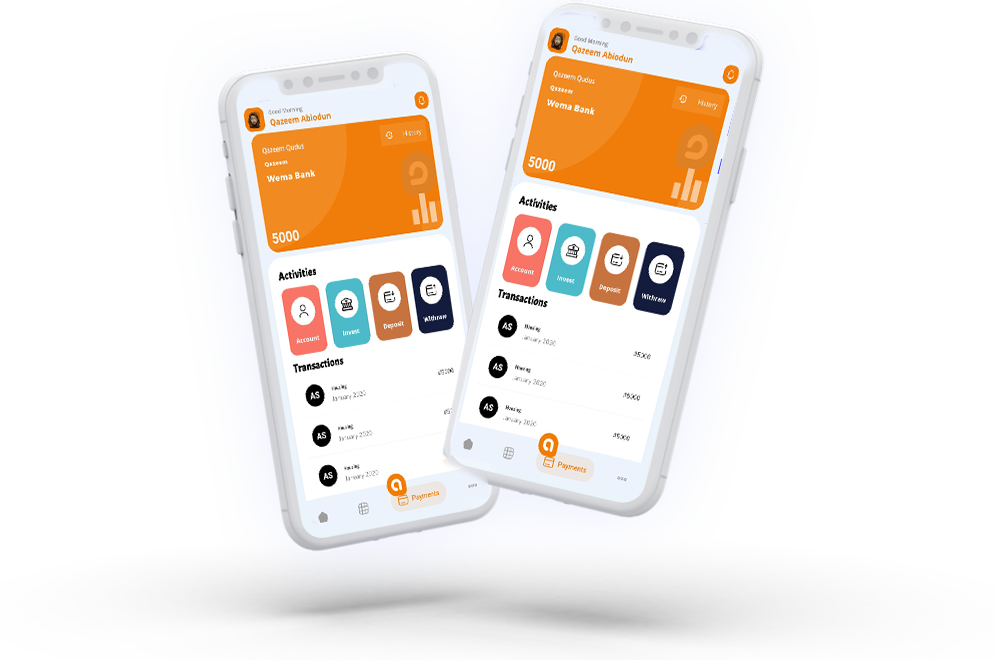 Good Morning
Qazeem Abiodun
Qazeem Qudus
Qazeem
Wema Bank
History
5000
Activities
Account
Invest
Deposit
Withraw
Transactions
AS
Housing
January 2020
#5000
AS
Housing
January 2020
AS
Housing
January 2020
Payments
Good Morning
Qazeem Abiodun
Qazeem Qudus
Qazeem
Wema Bank
History
5000
Activities
Account
Invest
Deposit
Withraw
Transactions
AS
Housing
January 2020
#5000
AS
Housing
January 2020
#5000
AS
Housing
January 2020
#5000
Payments